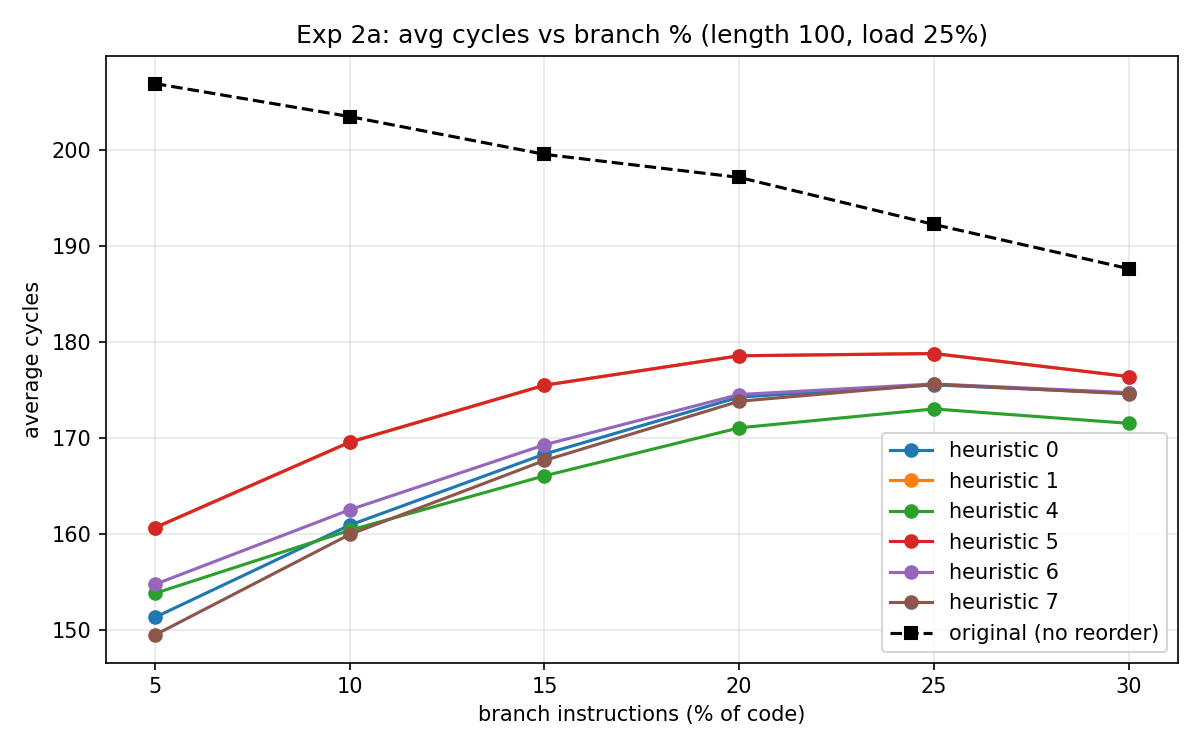 Exp 2a: avg cycles vs branch % (length 100, load 25%)
average cycles
200
190
180
170
160
150
5 10 15 20 25 30
branch instructions (% of code)
heuristic 0
heuristic 1
heuristic 4
heuristic 5
heuristic 6
heuristic 7
original (no reorder)